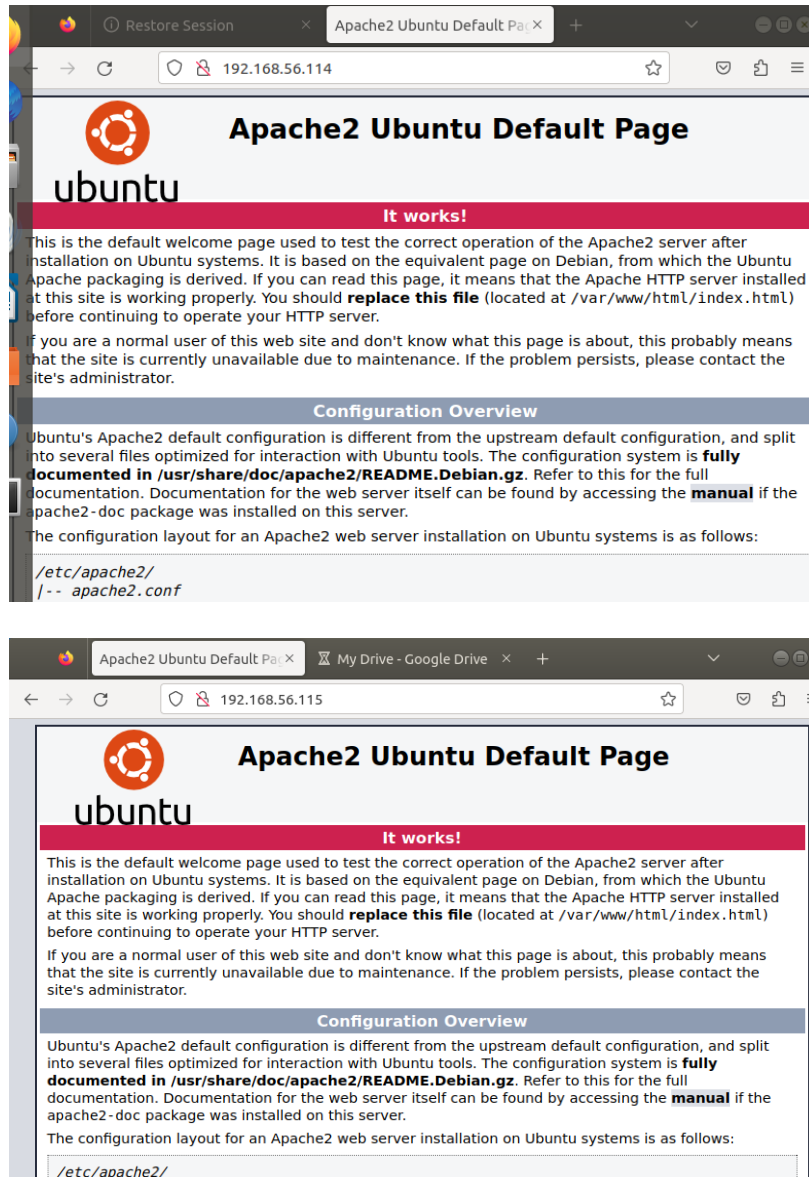 Restore Session
Apache2 Ubuntu Default Pag
192.168.56.114
Apache2 Ubuntu Default Page
ubuntu
It works!
This is the default welcome page used to test the correct operation of the Apache2 server after
installation on Ubuntu systems. It is based on the equivalent page on Debian, from which the Ubuntu
Apache packaging is derived. If you can read this page, it means that the Apache HTTP server installed
at this site is working properly. You should replace this file (located at /var/www/html/index.html)
before continuing to operate your HTTP server.
If you are a normal user of this web site and don't know what this page is about, this probably means
that the site is currently unavailable due to maintenance. If the problem persists, please contact the
site's administrator.
Configuration Overview
Ubuntu's Apache2 default configuration is different from the upstream default configuration, and split
into several files optimized for interaction with Ubuntu tools. The configuration system is fully
documented in /usr/share/doc/apache2/README.Debian.gz. Refer to this for the full
documentation. Documentation for the web server itself can be found by accessing the manual if the
apache2-doc package was installed on this server.
The configuration layout for an Apache2 web server installation on Ubuntu systems is as follows:
/etc/apache2/
|-- apache2.conf
Apache2 Ubuntu Default Pag
My Drive - Google Drive
192.168.56.115
Apache2 Ubuntu Default Page
ubuntu
It works!
This is the default welcome page used to test the correct operation of the Apache2 server after
installation on Ubuntu systems. It is based on the equivalent page on Debian, from which the Ubuntu
Apache packaging is derived. If you can read this page, it means that the Apache HTTP server installed
at this site is working properly. You should replace this file (located at /var/www/html/index.html)
before continuing to operate your HTTP server.
If you are a normal user of this web site and don't know what this page is about, this probably means
that the site is currently unavailable due to maintenance. If the problem persists, please contact the
site's administrator.
Configuration Overview
Ubuntu's Apache2 default configuration is different from the upstream default configuration, and split
into several files optimized for interaction with Ubuntu tools. The configuration system is fully
documented in /usr/share/doc/apache2/README.Debian.gz. Refer to this for the full
documentation. Documentation for the web server itself can be found by accessing the manual if the
apache2-doc package was installed on this server.
The configuration layout for an Apache2 web server installation on Ubuntu systems is as follows:
/etc/apache2/